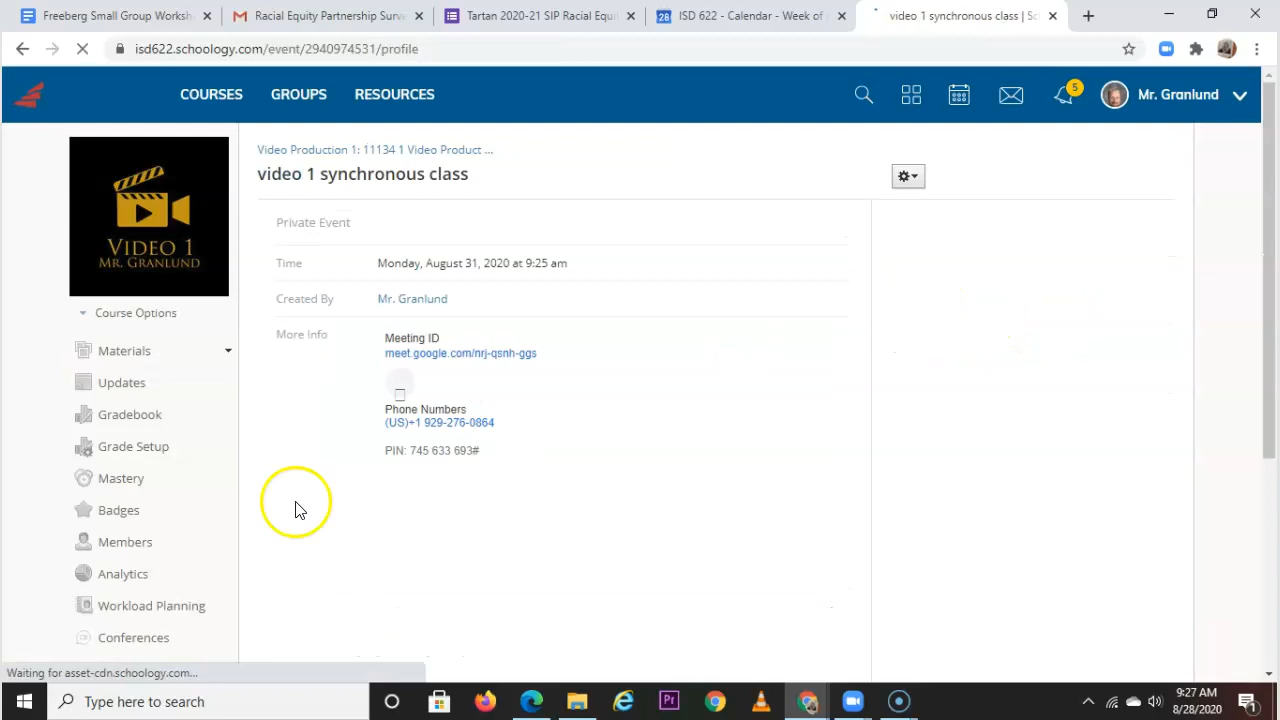 Freeberg Small Group Worksh
Racial Equity Partnership Surve
Tartan 2020-21 SIP Racial Equi
28
ISD 622 - Calendar - Week of
video 1 synchronous class | Sc
isd622.schoology.com/event/2940974531/profile
COURSES
GROUPS
RESOURCES
5
Mr. Granlund
Video Production 1: 11134 1 Video Product ...
video 1 synchronous class
VIDEO 1
MR. GRANLUND
Private Event
Time
Monday, August 31, 2020 at 9:25 am
Created By
Mr. Granlund
More Info
Meeting ID
meet.google.com/nrj-qsnh-ggs
Phone Numbers
(US)+1 929-276-0864
PIN: 745 633 693#
Course Options
Materials
Updates
Gradebook
Grade Setup
Mastery
Badges
Members
Analytics
Workload Planning
Conferences
Waiting for asset-cdn.schoology.com...
Type here to search
Pr
9:27 AM
8/28/2020
1